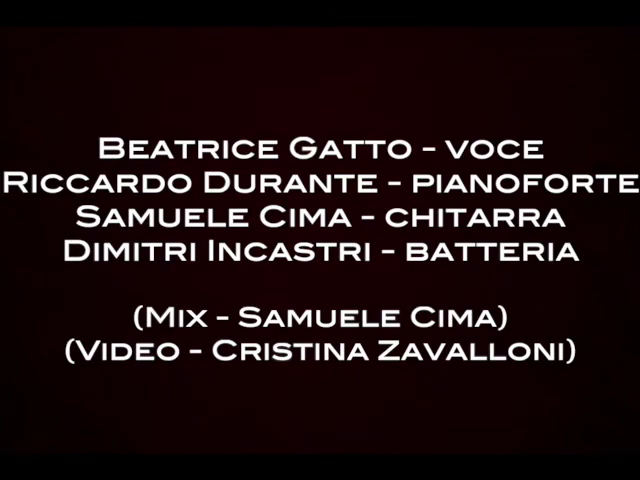 Beatrice Gatto - voce
Riccardo Durante - pianoforte
Samuele Cima - chitarra
Dimitri Incastri - batteria
(Mix - Samuele Cima)
(Video - Cristina Zavalloni)